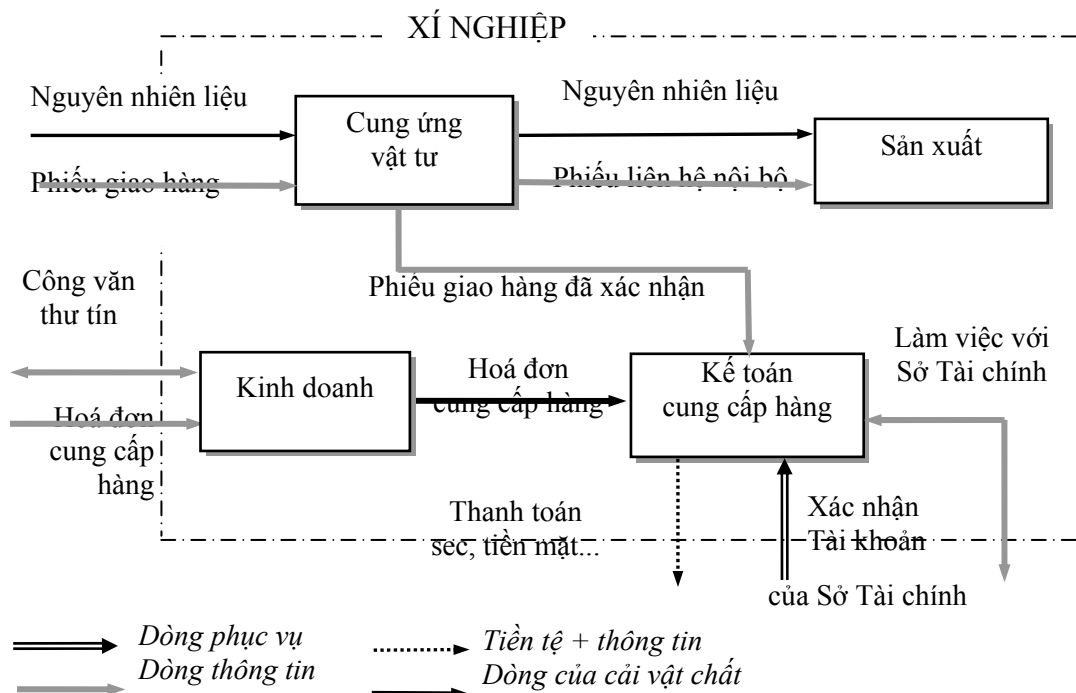 XÍ NGHIỆP
Nguyên nhiên liệu
Nguyên nhiên liệu
Cung ứng
vật tư
Sản xuất
Phiếu giao hàng
Phiếu liên hệ nội bộ
Công văn
thư tín
Phiếu giao hàng đã xác nhận
Làm việc với
Sở Tài chính
Kinh doanh
Hoá đơn
cung cấp hàng
Kế toán
cung cấp hàng
Hoá đơn
cung cấp
hàng
Thanh toán
sec, tiền mặt...
Xác nhận
Tài khoản
của Sở Tài chính
Dòng phục vụ
Tiền tệ + thông tin
Dòng thông tin
Dòng của cải vật chất